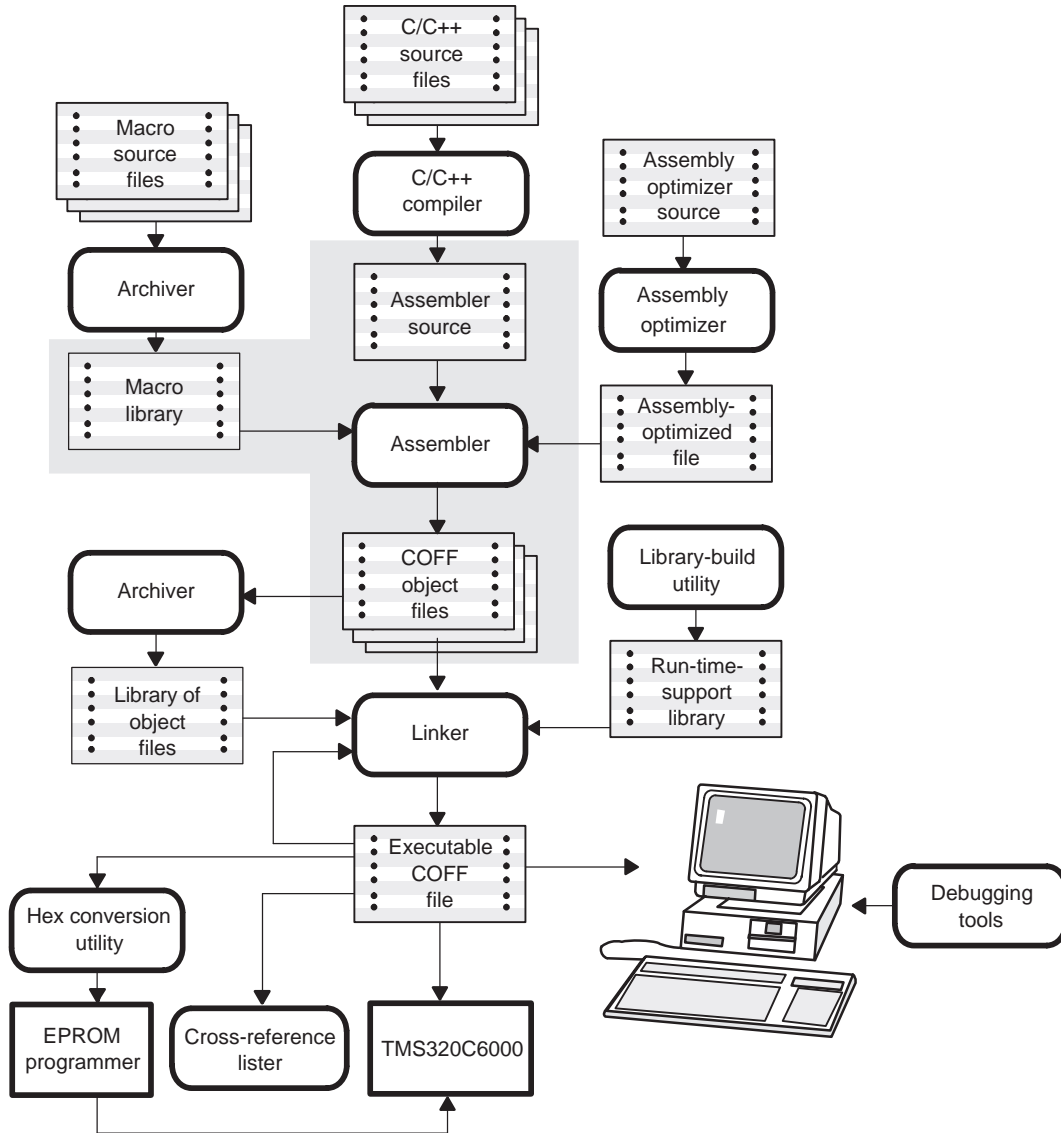 C/C++
source
files
Macro
source
files
C/C++
compiler
Assembly
optimizer
source
Archiver
Assembler
source
Assembly
optimizer
Macro
library
Assembler
Assembly-
optimized
file
Archiver
COFF
object
files
Library-build
utility
Library of
object
files
Linker
Run-time-
support
library
Executable
COFF
file
Hex conversion
utility
Debugging
tools
EPROM
programmer
Cross-reference
lister
TMS320C6000